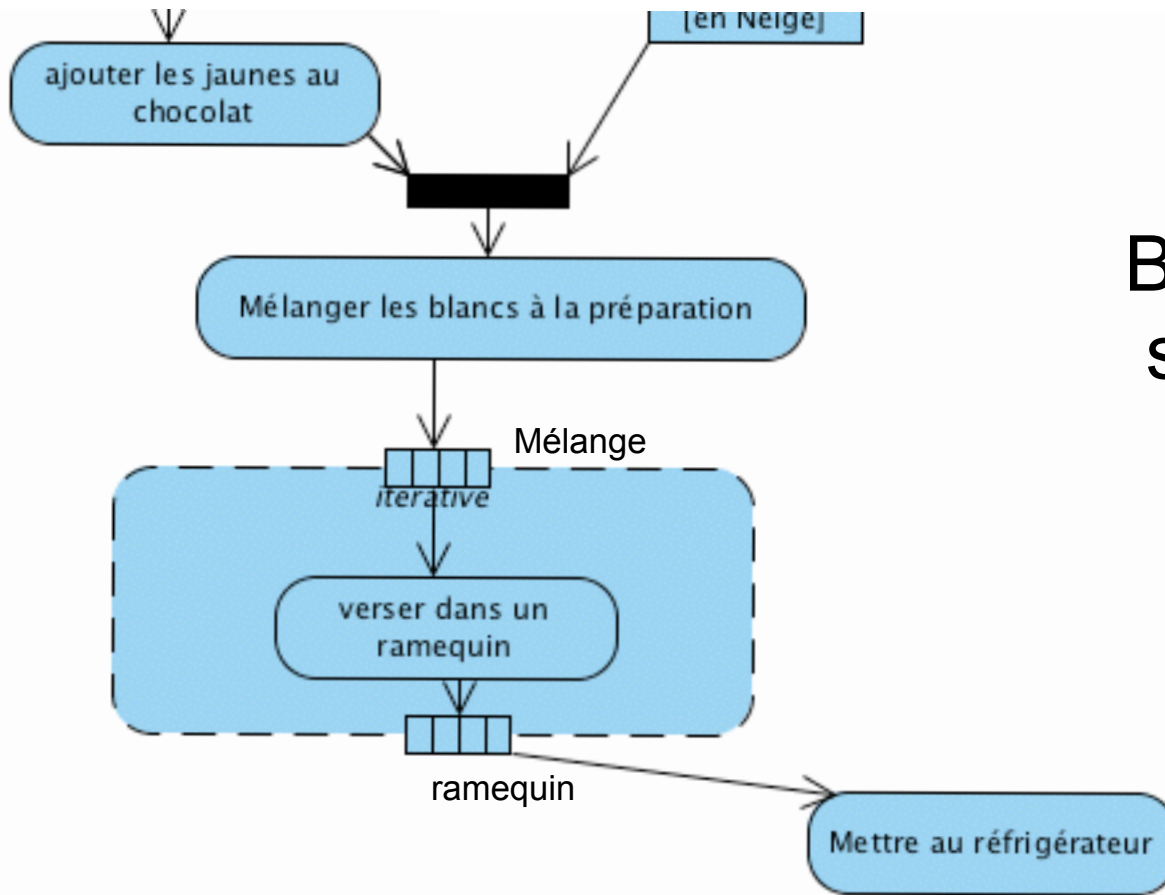 [en Neige]
ajouter les jaunes au
chocolat
Mélanger les blancs à la préparation
Mélange
iterative
verser dans un
ramequin
ramequin
Mettre au réfrigérateur
B
s